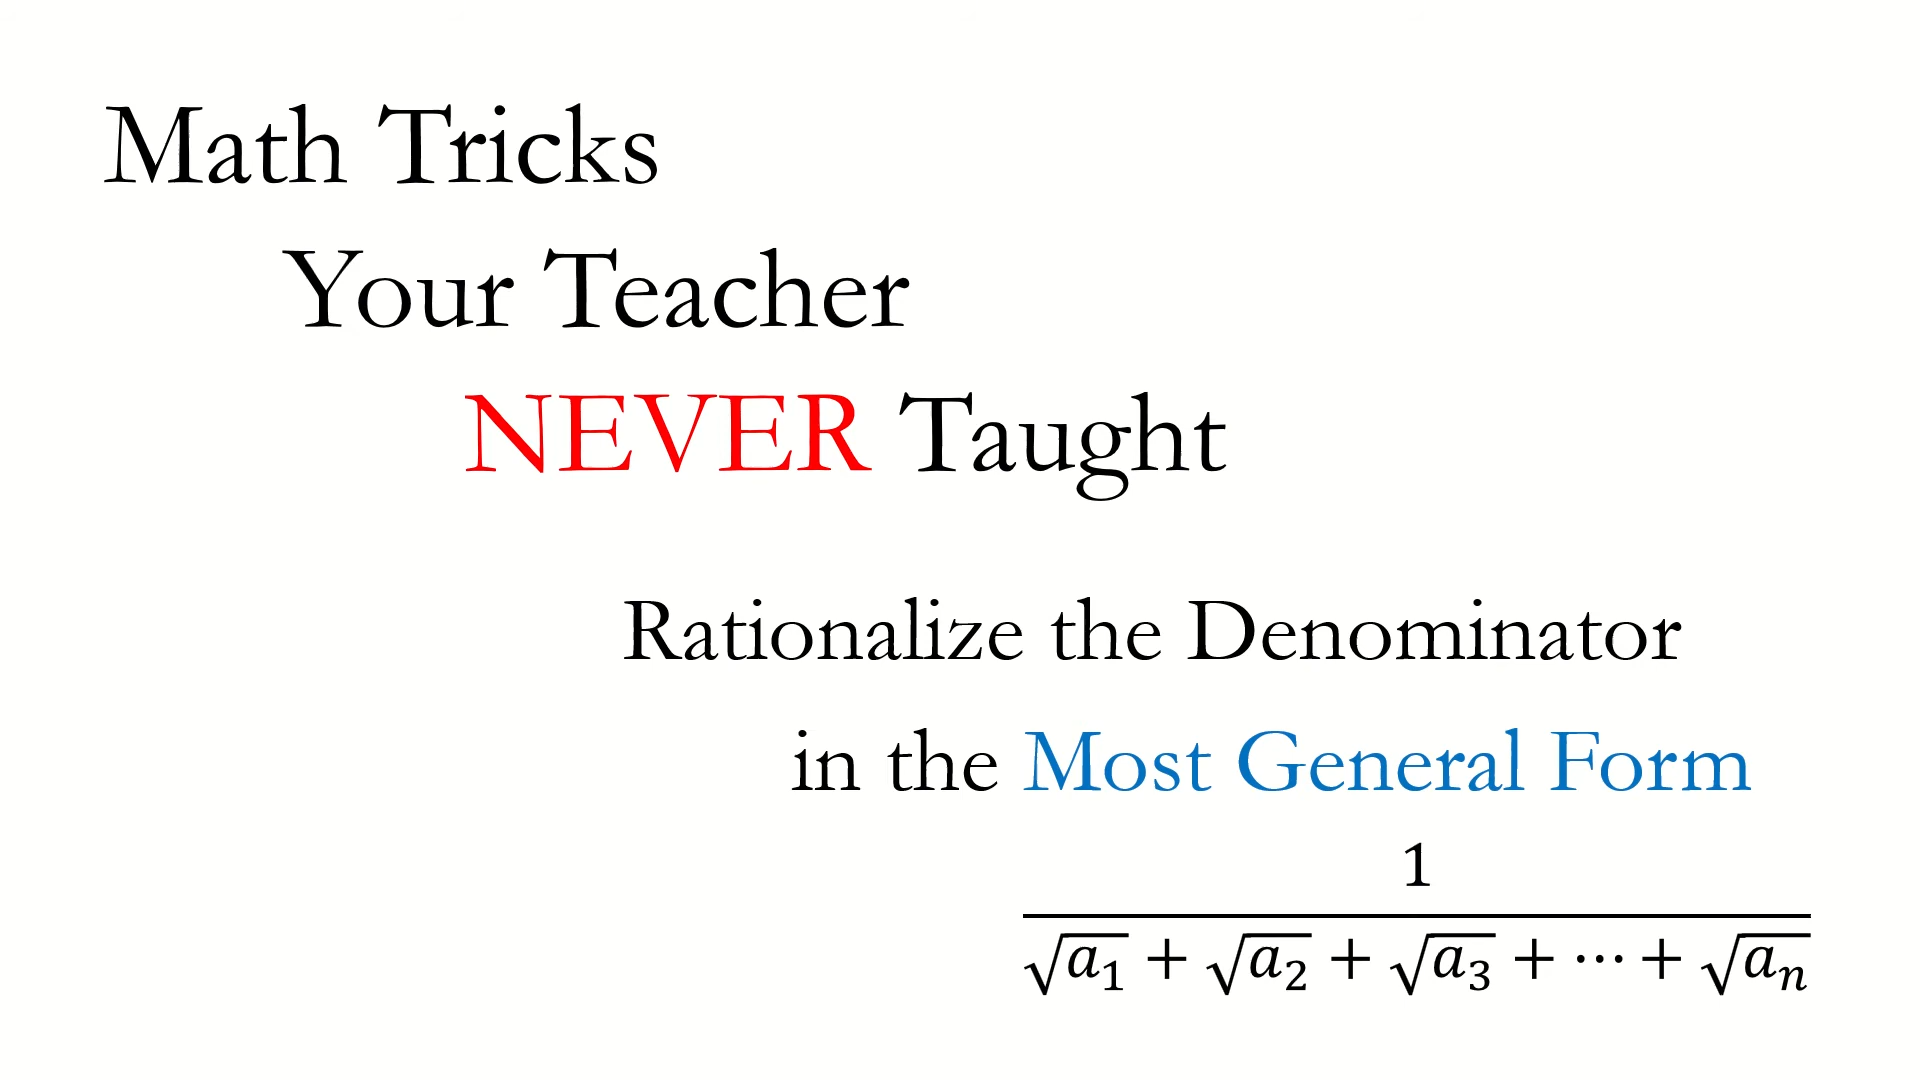 Math Tricks
Your Teacher
NEVER Taught
Rationalize the Denominator
in the Most General Form
1
√a₁ + √a₂ + √a₃ + ⋯ + √aₙ